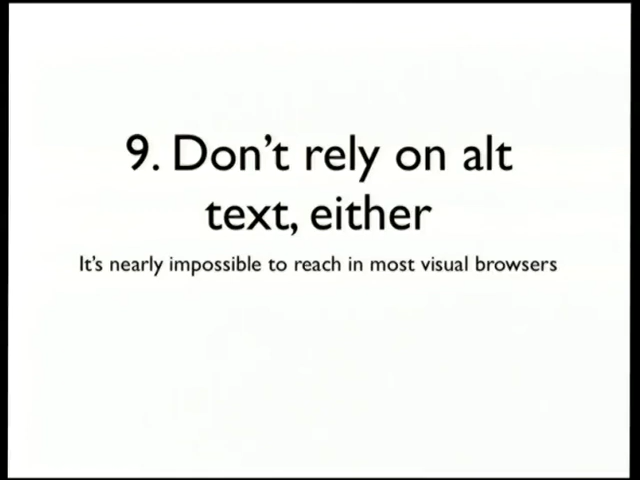 9. Don’t rely on alt
text, either
It’s nearly impossible to reach in most visual browsers